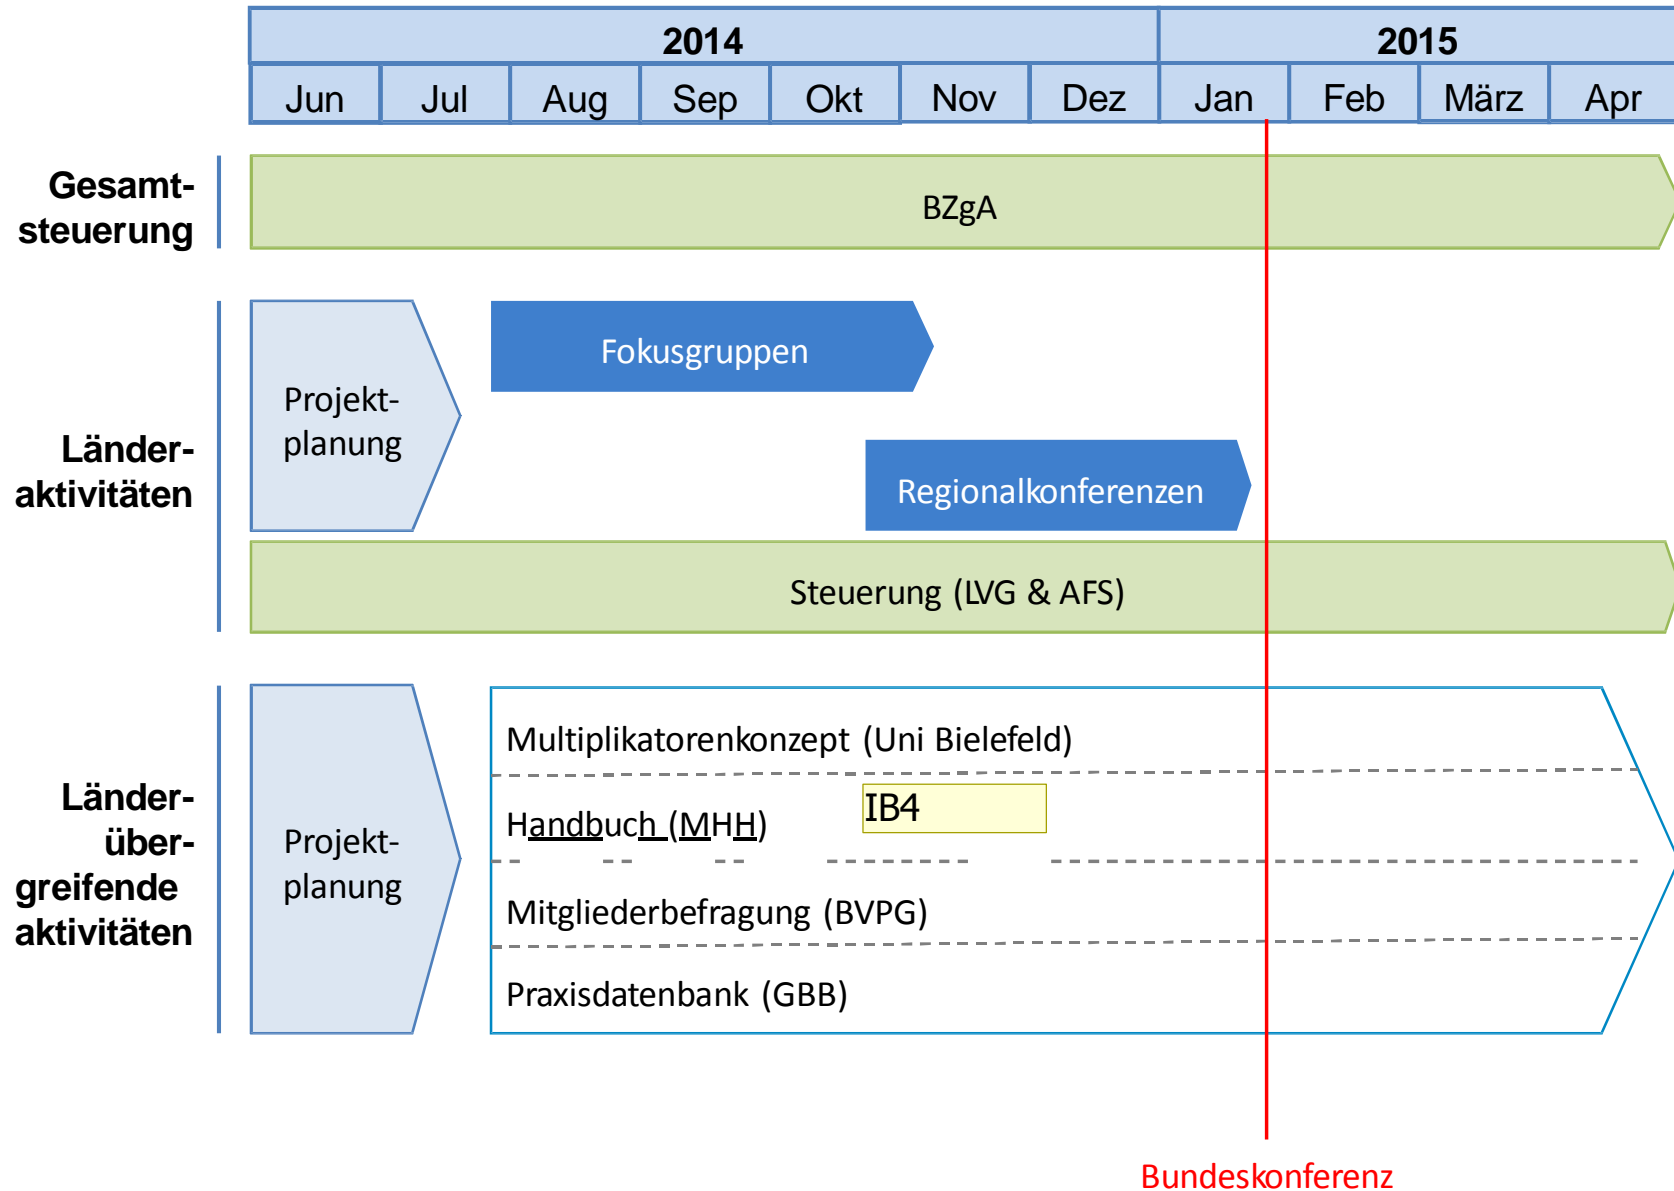 2014
2015
Jun
Jul
Aug
Sep
Okt
Nov
Dez
Jan
Feb
März
Apr
Gesamt-
steuerung
BZgA
Länder-
aktivitäten
Projekt-
planung
Fokusgruppen
Regionalkonferenzen
Steuerung (LVG & AFS)
Länder-
über-
greifende
aktivitäten
Projekt-
planung
Multiplikatorenkonzept (Uni Bielefeld)
Handbuch (MHH)
IB4
Mitgliederbefragung (BVPG)
Praxisdatenbank (GBB)
Bundeskonferenz